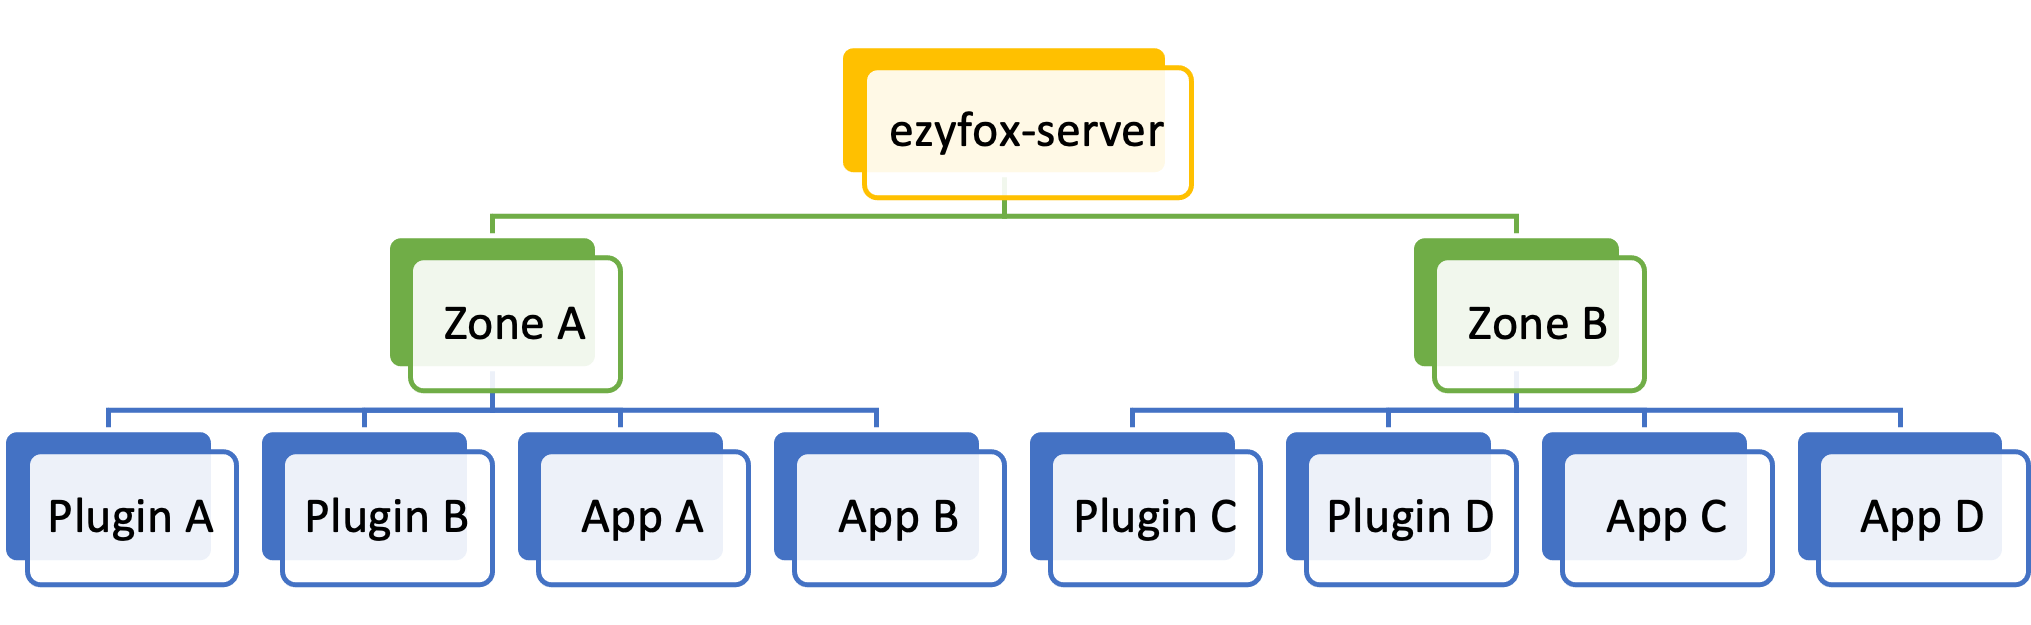 ezyfox-server
Zone A
Zone B
Plugin A
Plugin B
App A
App B
Plugin C
Plugin D
App C
App D